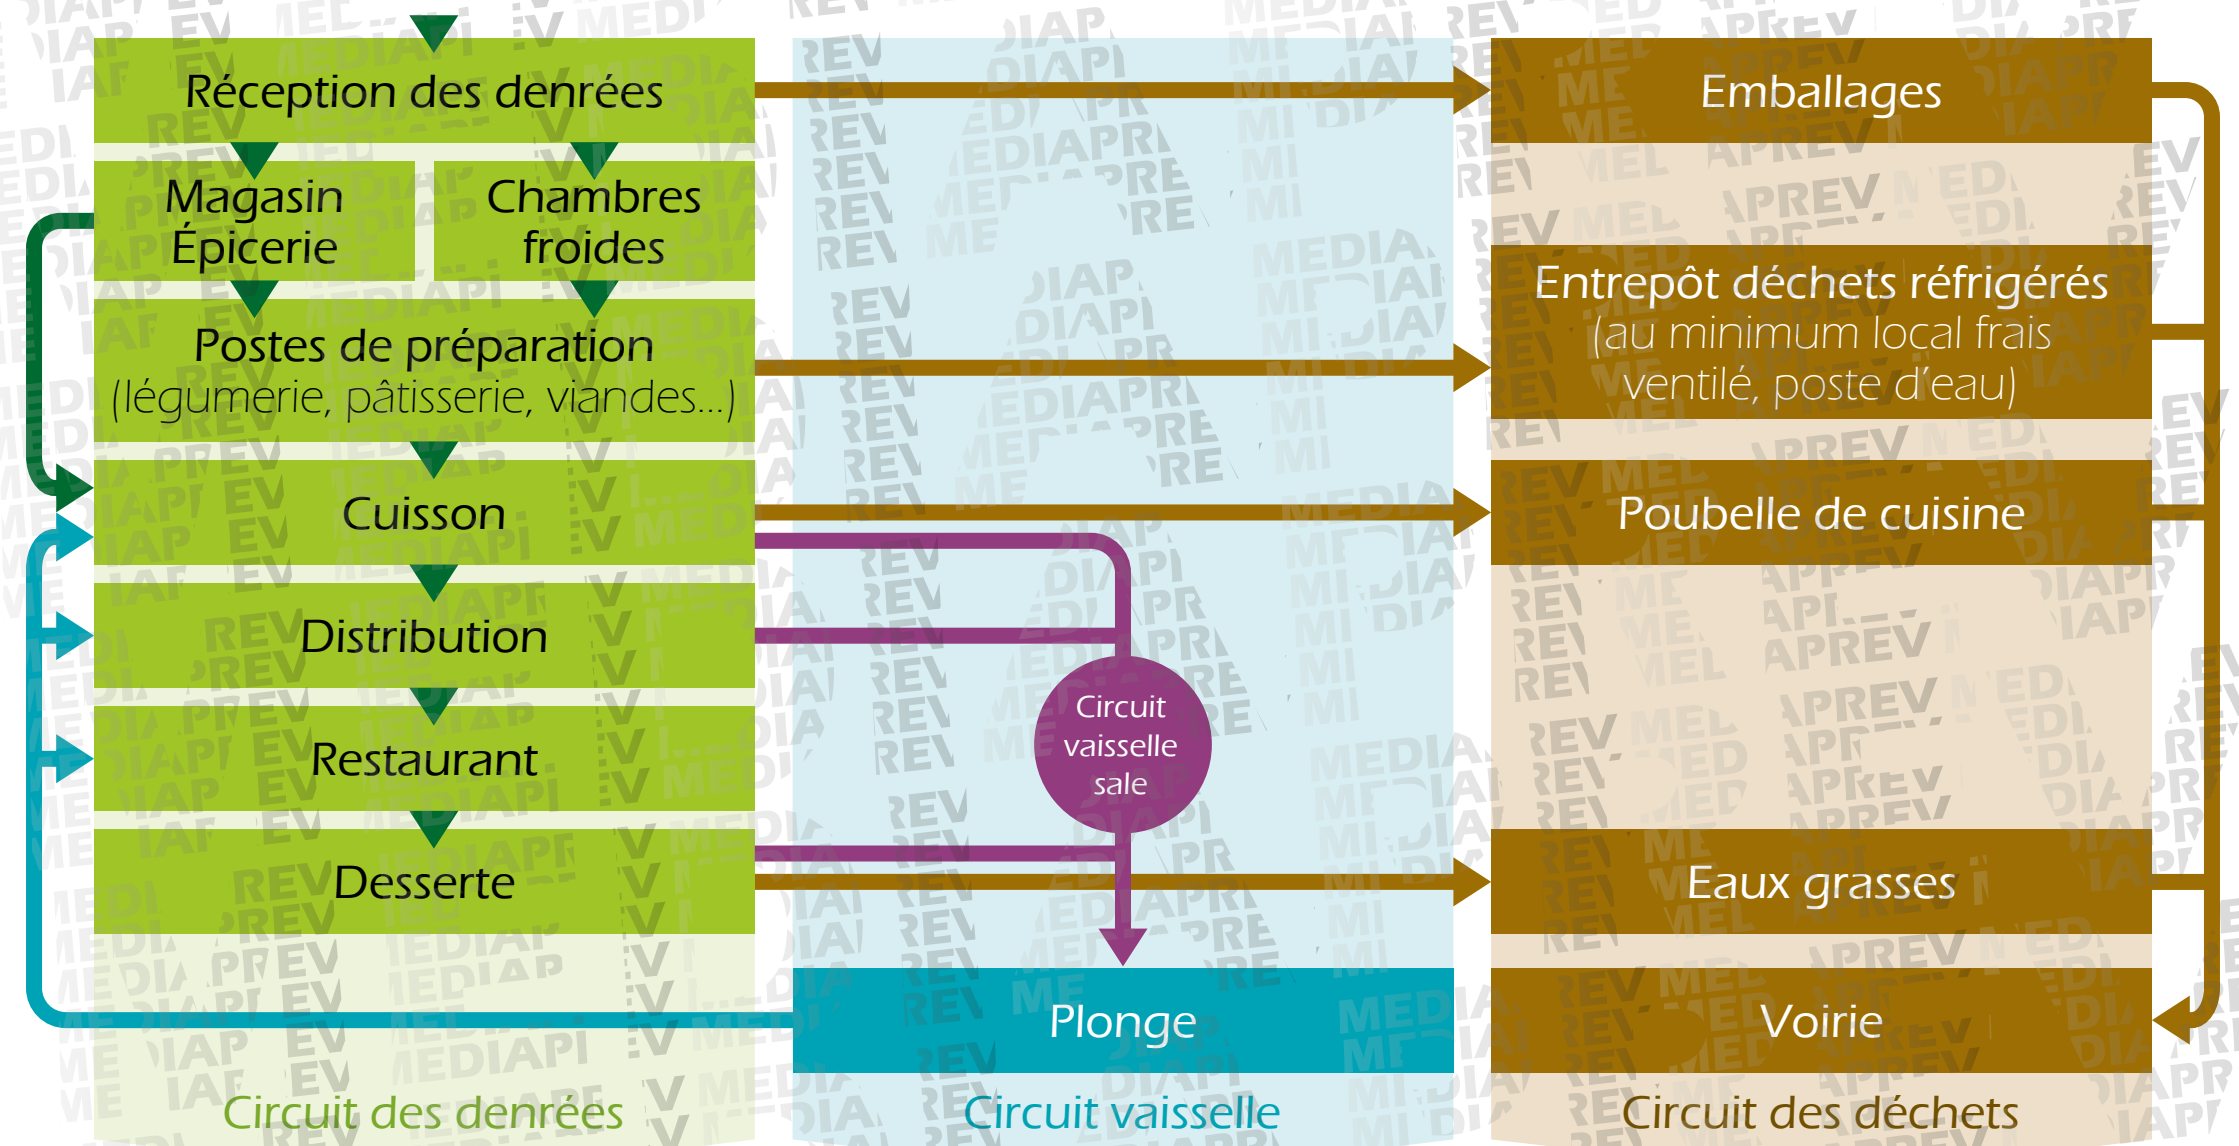 Réception des denrées
Magasin
Épicerie
Chambres
froides
Postes de préparation
(légumerie, pâtisserie, viandes...)
Cuisson
Distribution
Restaurant
Desserte
Circuit des denrées
Circuit
vaisselle
sale
Plonge
Circuit vaisselle
Emballages
Entrepôt déchets réfrigérés
(au minimum local frais
ventilé, poste d'eau)
Poubelle de cuisine
Eaux grasses
Voirie
Circuit des déchets